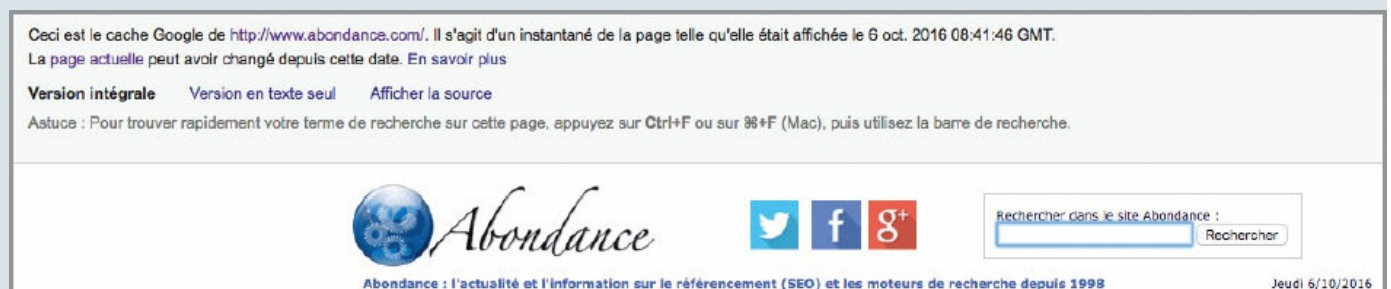 Ceci est le cache Google de http://www.abondance.com/. Il s'agit d'un instantané de la page telle qu'elle était affichée le 6 oct. 2016 08:41:46 GMT.
La page actuelle peut avoir changé depuis cette date. En savoir plus
Version intégrale Version en texte seul Afficher la source
Astuce : Pour trouver rapidement votre terme de recherche sur cette page, appuyez sur Ctrl+F ou sur ⌘+F (Mac), puis utilisez la barre de recherche.
Abondance
f g+
Rechercher dans le site Abondance :
Rechercher
Abondance : l'actualité et l'information sur le référencement (SEO) et les moteurs de recherche depuis 1998 Jeudi 6/10/2016